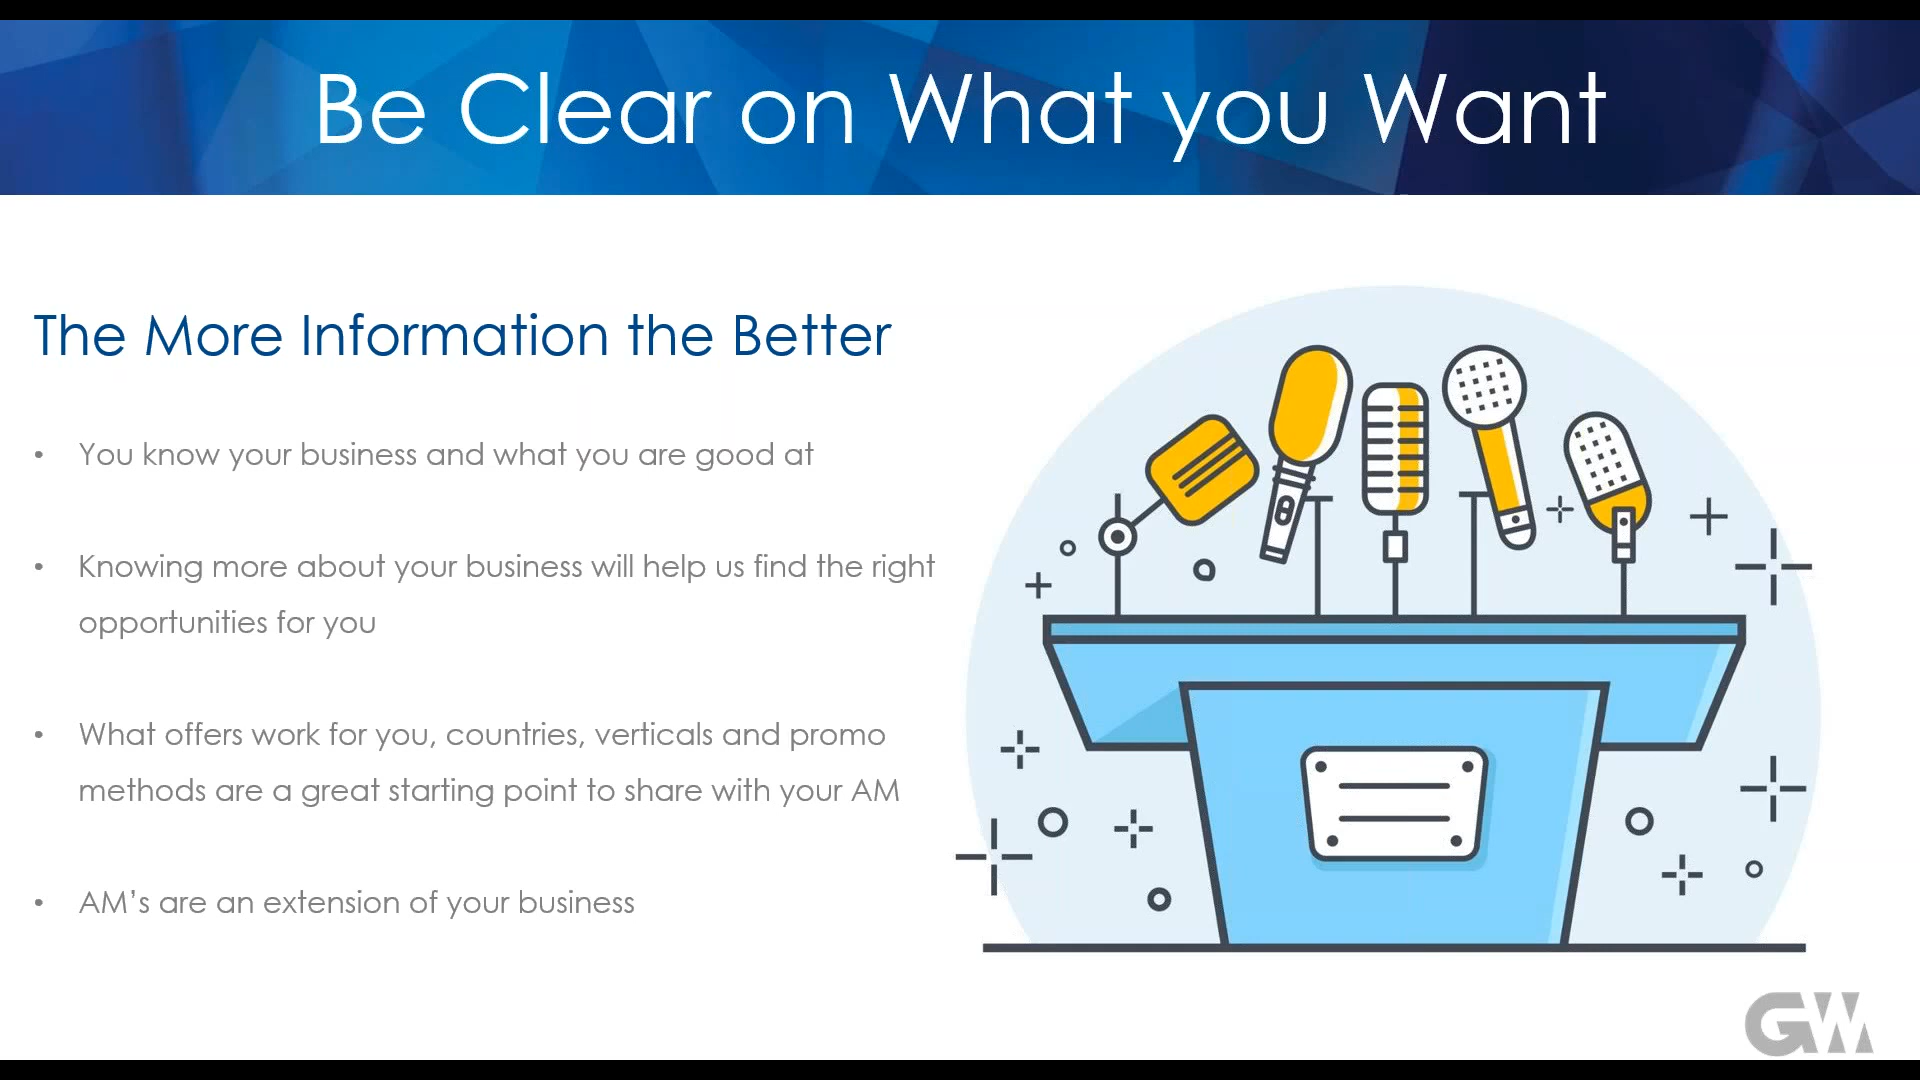 Be Clear on What you Want
The More Information the Better
• You know your business and what you are good at
• Knowing more about your business will help us find the right
opportunities for you
• What offers work for you, countries, verticals and promo
methods are a great starting point to share with your AM
• AM’s are an extension of your business
GWM